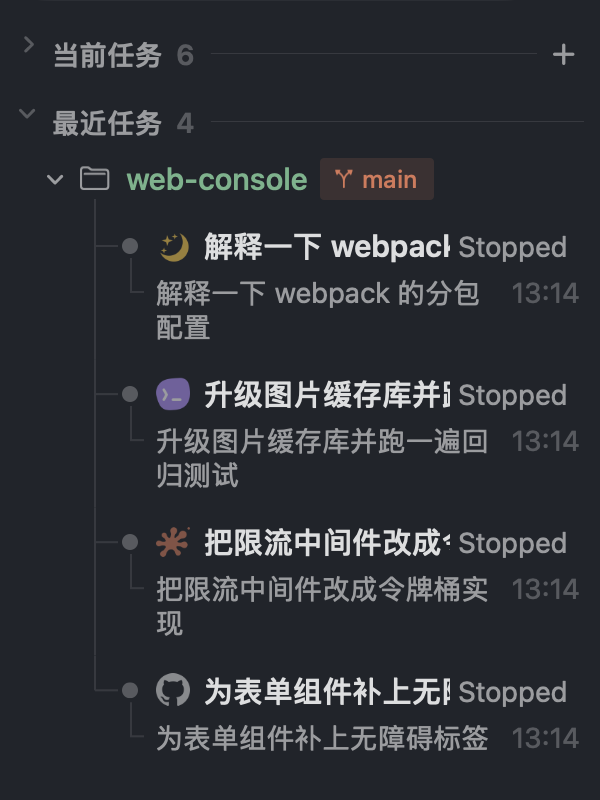 当前任务 6
最近任务 4
web-console main
解释一下 webpack Stopped
解释一下 webpack 的分包 13:14
配置
升级图片缓存库并 Stopped
升级图片缓存库并跑一遍回 13:14
归测试
把限流中间件改成 Stopped
把限流中间件改成令牌桶实 13:14
现
为表单组件补上无 Stopped
为表单组件补上无障碍标签 13:14